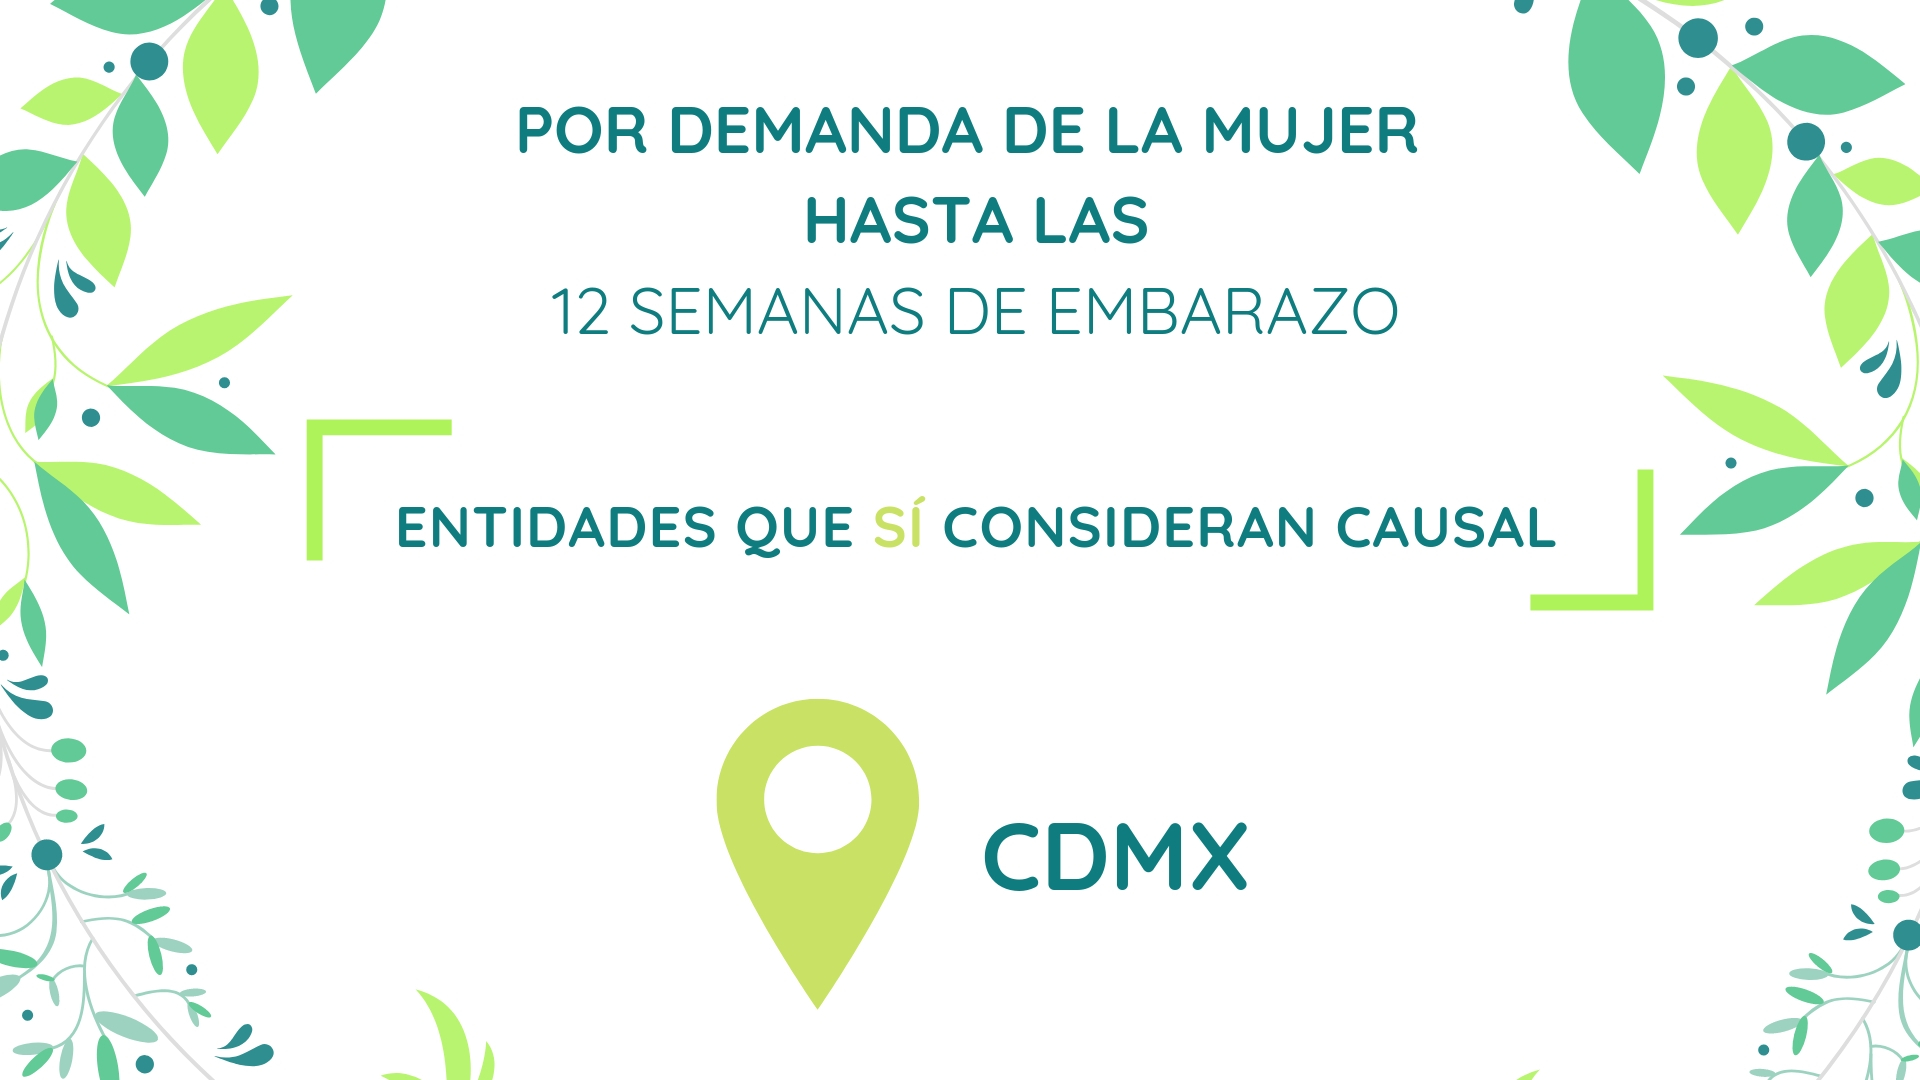 POR DEMANDA DE LA MUJER
HASTA LAS
12 SEMANAS DE EMBARAZO
ENTIDADES QUE SÍ CONSIDERAN CAUSAL
CDMX